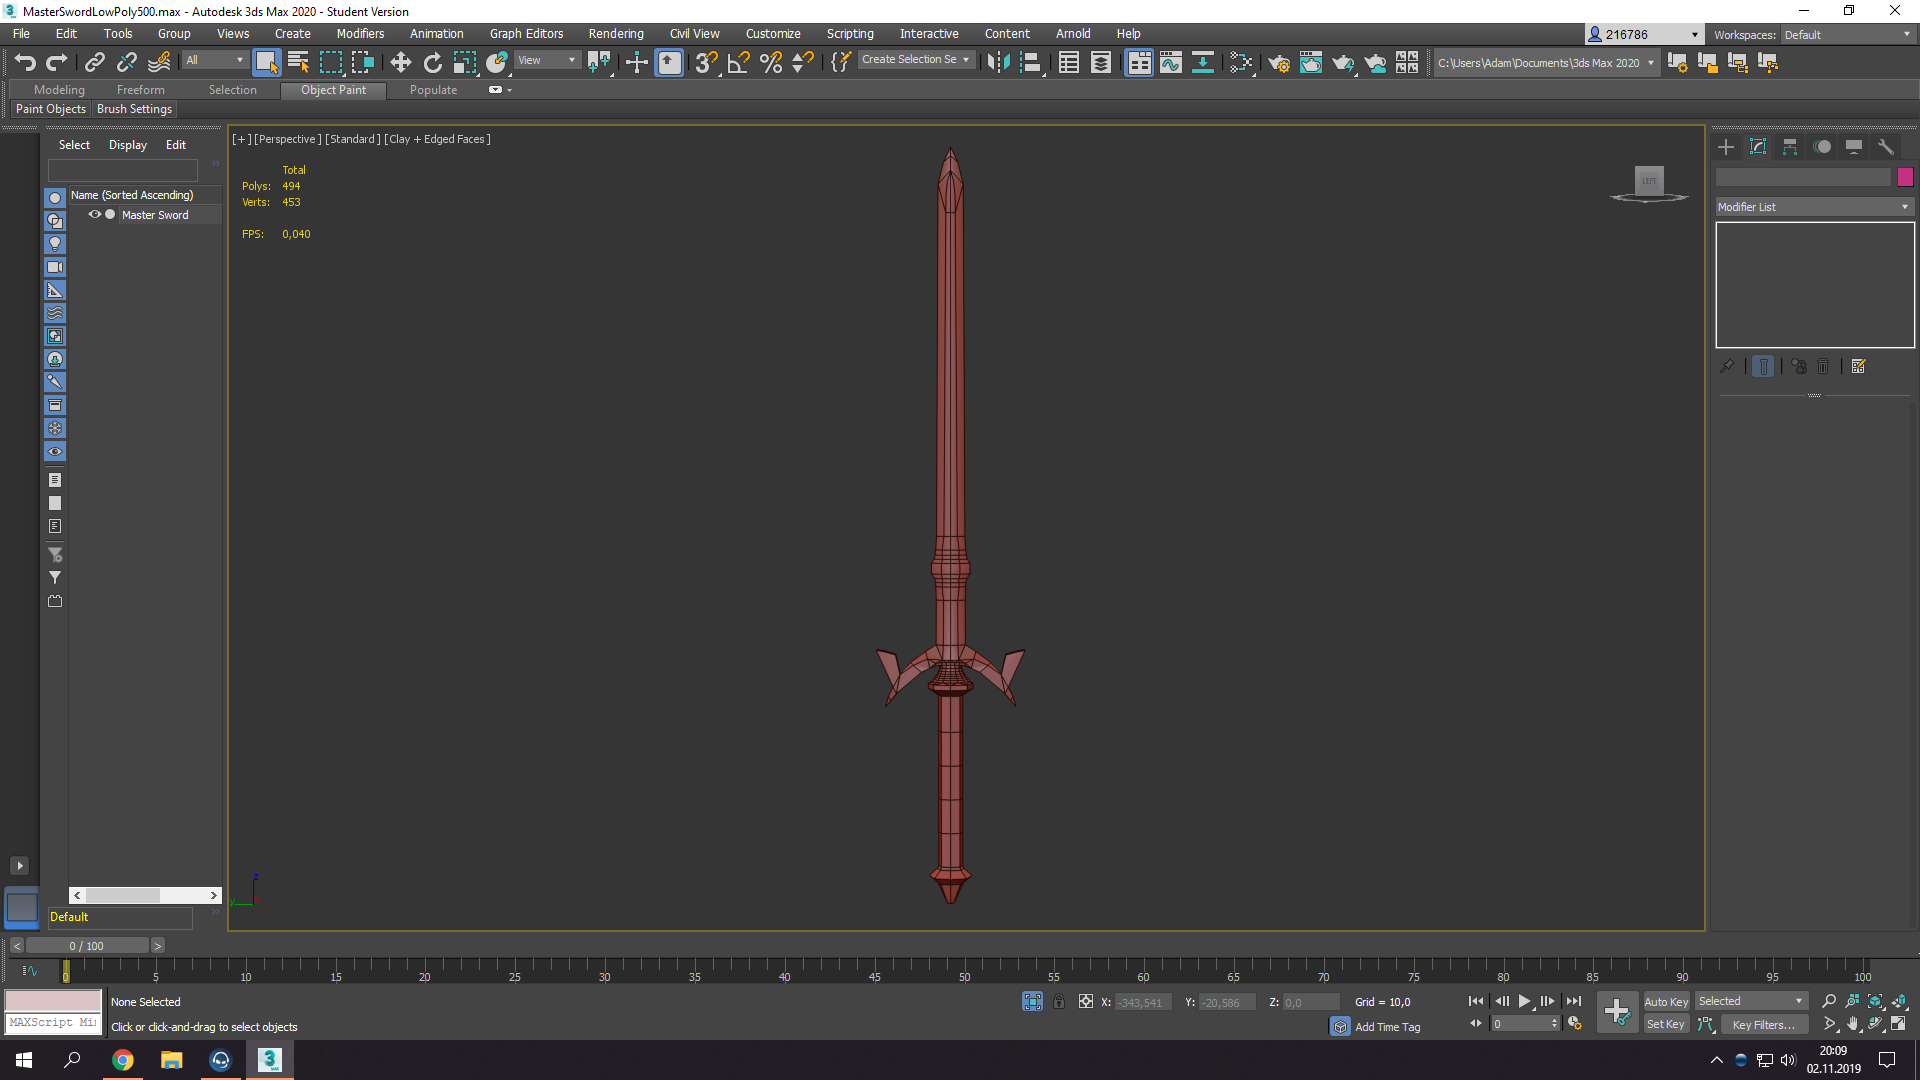 MasterSwordLowPoly500.max - Autodesk 3ds Max 2020 - Student Version
File Edit Tools Group Views Create Modifiers Animation Graph Editors Rendering Civil View Customize Scripting Interactive Content Arnold Help
216786 Workspaces: Default
All View Create Selection Se C:\Users\Adam\Documents\3ds Max 2020
Modeling Freeform Selection Object Paint Populate
Paint Objects Brush Settings
Select Display Edit
[+] [Perspective] [Standard] [Clay + Edged Faces]
Total
Polys: 494
Verts: 453
FPS: 0,040
LEFT
Name (Sorted Ascending)
Master Sword
Modifier List
z
y
Default
0 / 100
0 5 10 15 20 25 30 35 40 45 50 55 60 65 70 75 80 85 90 95 100
None Selected
X: -343,541 Y: -20,586 Z: 0,0 Grid = 10,0
Auto Key Selected
MAXScript Mi
Click or click-and-drag to select objects
Add Time Tag
0
Set Key Key Filters...
20:09
02.11.2019